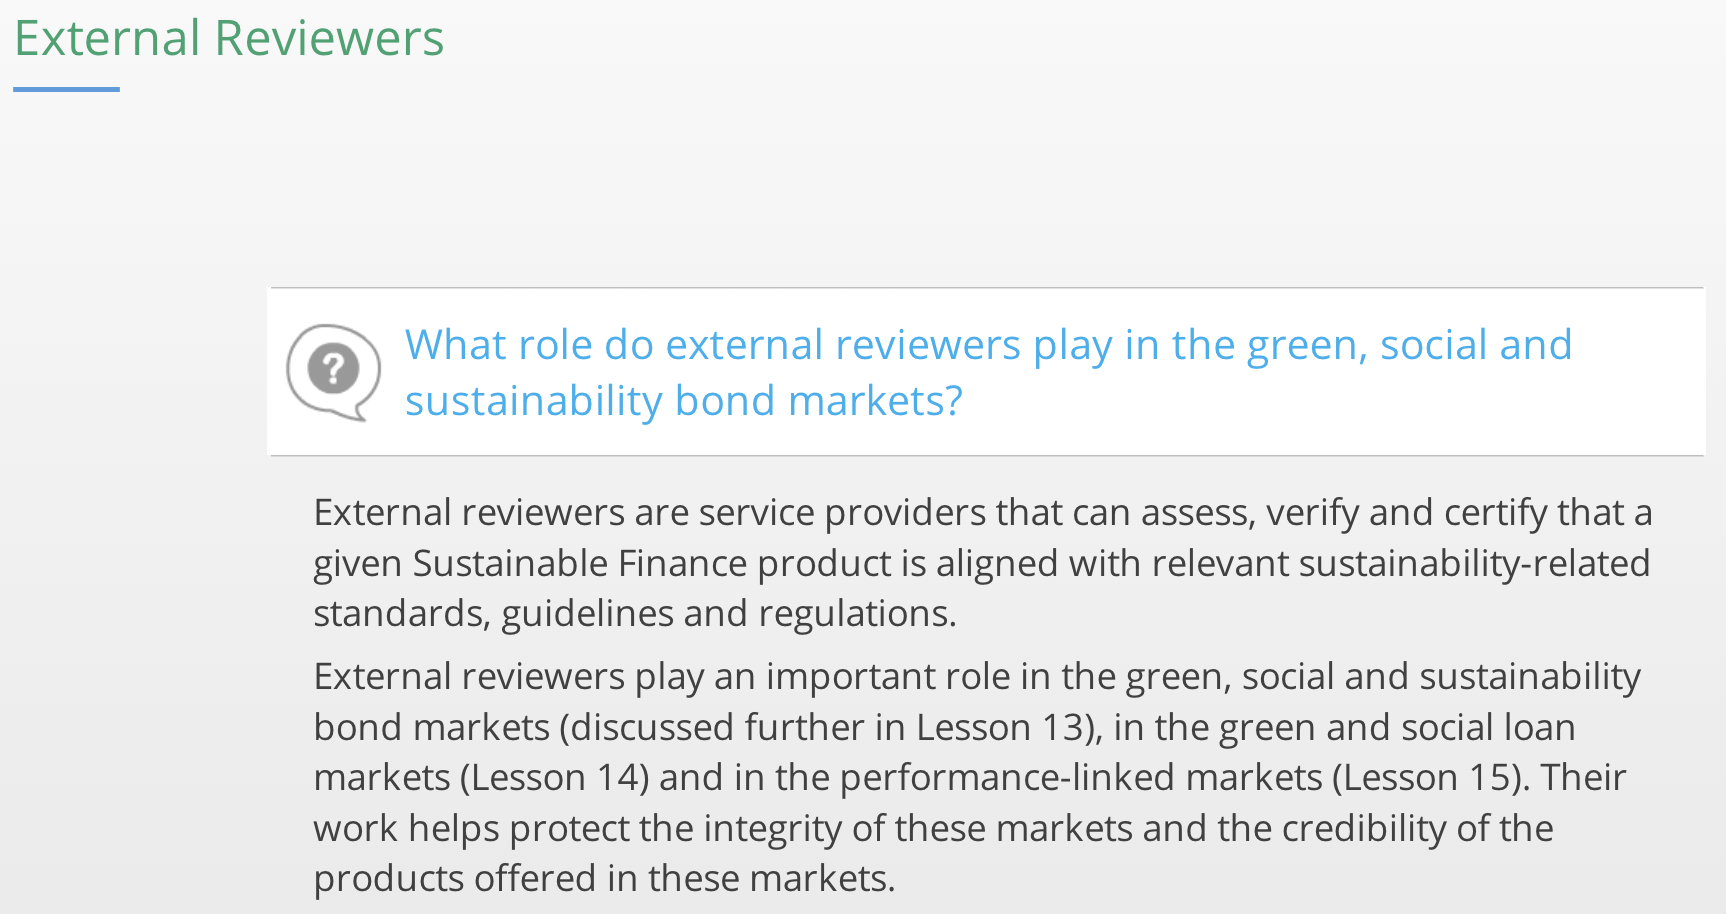 External Reviewers
What role do external reviewers play in the green, social and
sustainability bond markets?
External reviewers are service providers that can assess, verify and certify that a
given Sustainable Finance product is aligned with relevant sustainability-related
standards, guidelines and regulations.
External reviewers play an important role in the green, social and sustainability
bond markets (discussed further in Lesson 13), in the green and social loan
markets (Lesson 14) and in the performance-linked markets (Lesson 15). Their
work helps protect the integrity of these markets and the credibility of the
products offered in these markets.